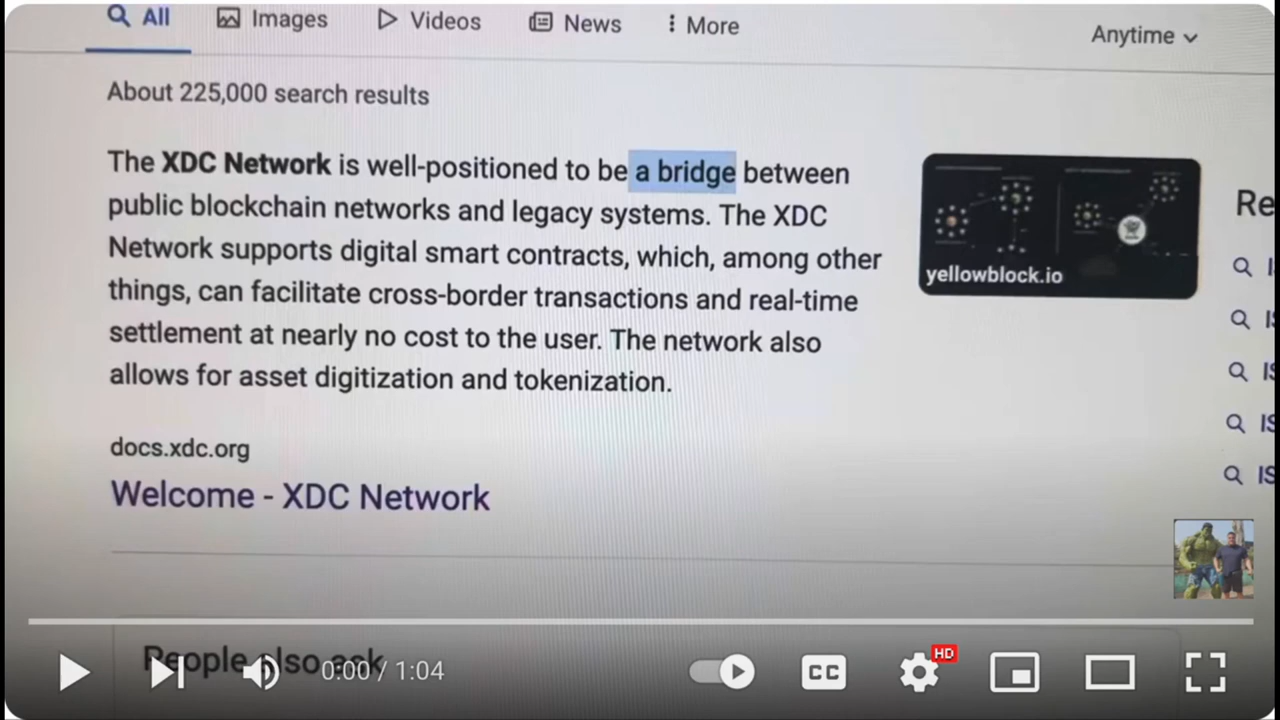 All Images Videos News More Anytime
About 225,000 search results
The XDC Network is well-positioned to be a bridge between
public blockchain networks and legacy systems. The XDC
Network supports digital smart contracts, which, among other
things, can facilitate cross-border transactions and real-time
settlement at nearly no cost to the user. The network also
allows for asset digitization and tokenization.
yellowblock.io
Re
docs.xdc.org
Welcome - XDC Network
People also ask
0:00 / 1:04
CC
HD